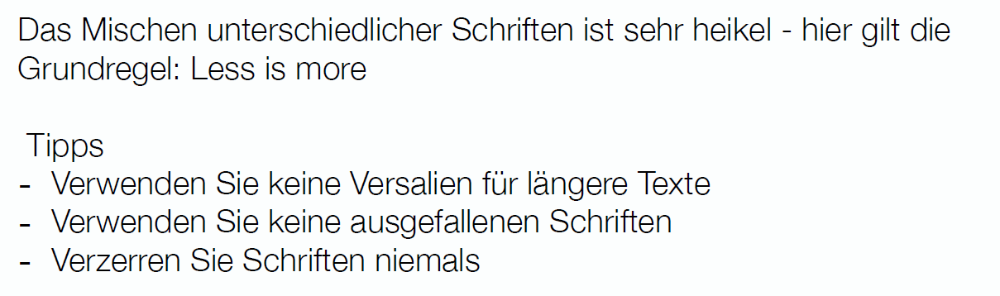 Das Mischen unterschiedlicher Schriften ist sehr heikel - hier gilt die
Grundregel: Less is more
Tipps
- Verwenden Sie keine Versalien für längere Texte
- Verwenden Sie keine ausgefallenen Schriften
- Verzerren Sie Schriften niemals